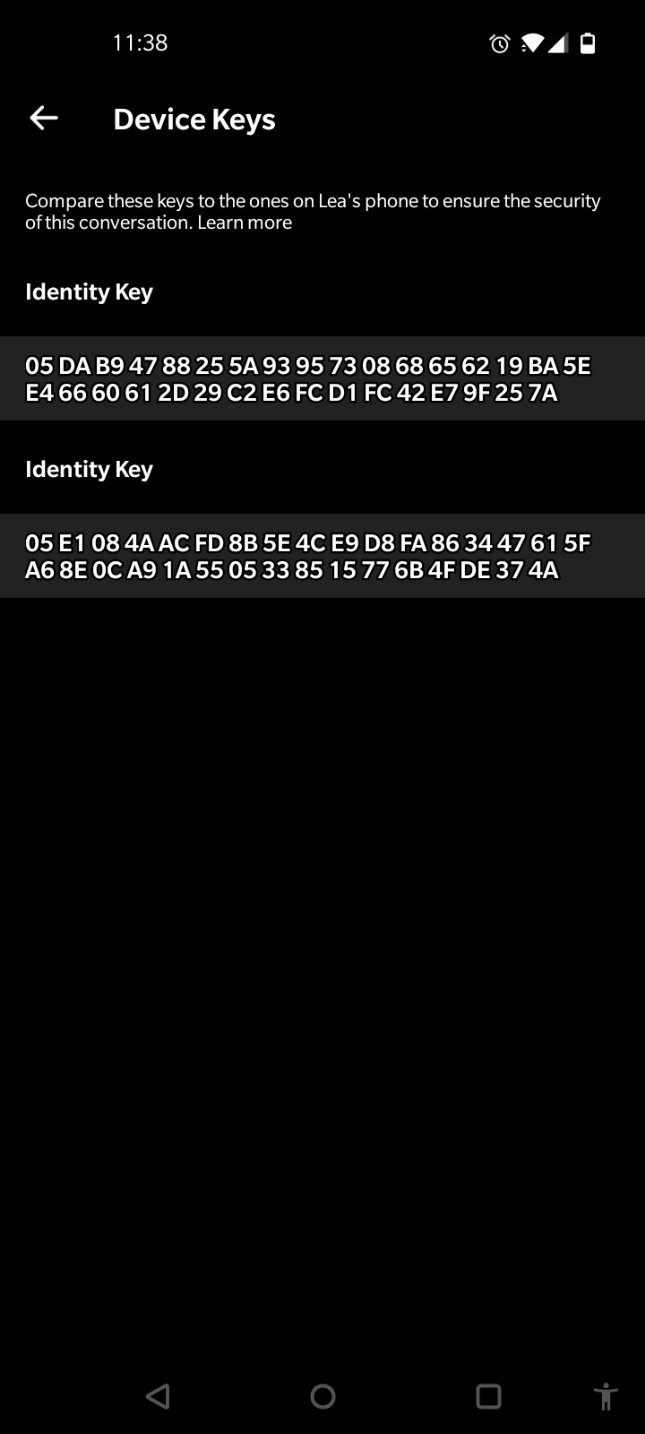 11:38
Device Keys
Compare these keys to the ones on Lea's phone to ensure the security
of this conversation. Learn more
Identity Key
05 DA B9 47 88 25 5A 93 95 73 08 68 65 62 19 BA 5E
E4 66 60 61 2D 29 C2 E6 FC D1 FC 42 E7 9F 25 7A
Identity Key
05 E1 08 4A AC FD 8B 5E 4C E9 D8 FA 86 34 47 61 5F
A6 8E 0C A9 1A 55 05 33 85 15 77 6B 4F DE 37 4A